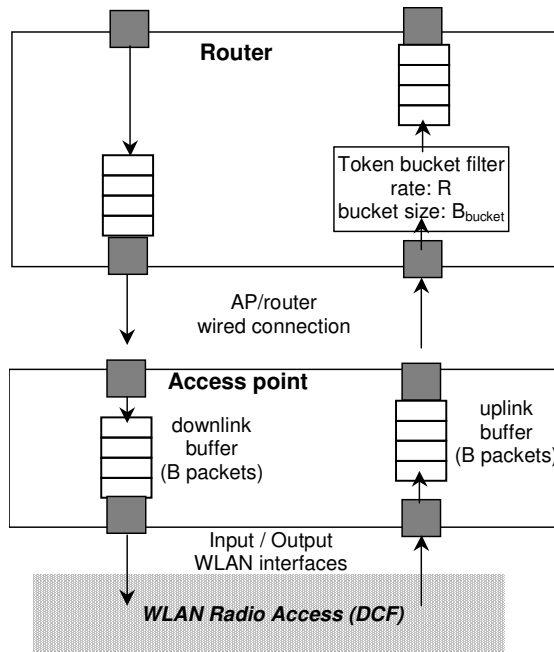 Router
Token bucket filter
rate: R
bucket size: Bbucket
AP/router
wired connection
Access point
downlink
buffer
(B packets)
uplink
buffer
(B packets)
Input / Output
WLAN interfaces
WLAN Radio Access (DCF)